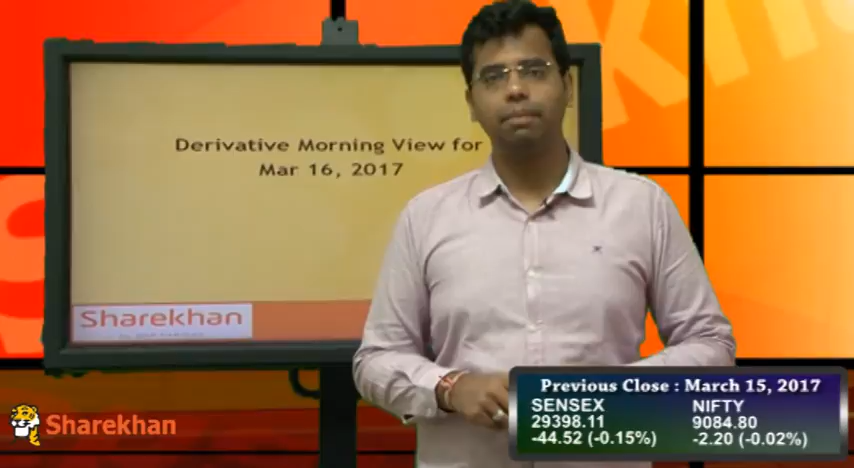 Derivative Morning View for
Mar 16, 2017
Sharekhan
Sharekhan
Previous Close : March 15, 2017
SENSEX
29398.11
-44.52 (-0.15%)
NIFTY
9084.80
-2.20 (-0.02%)